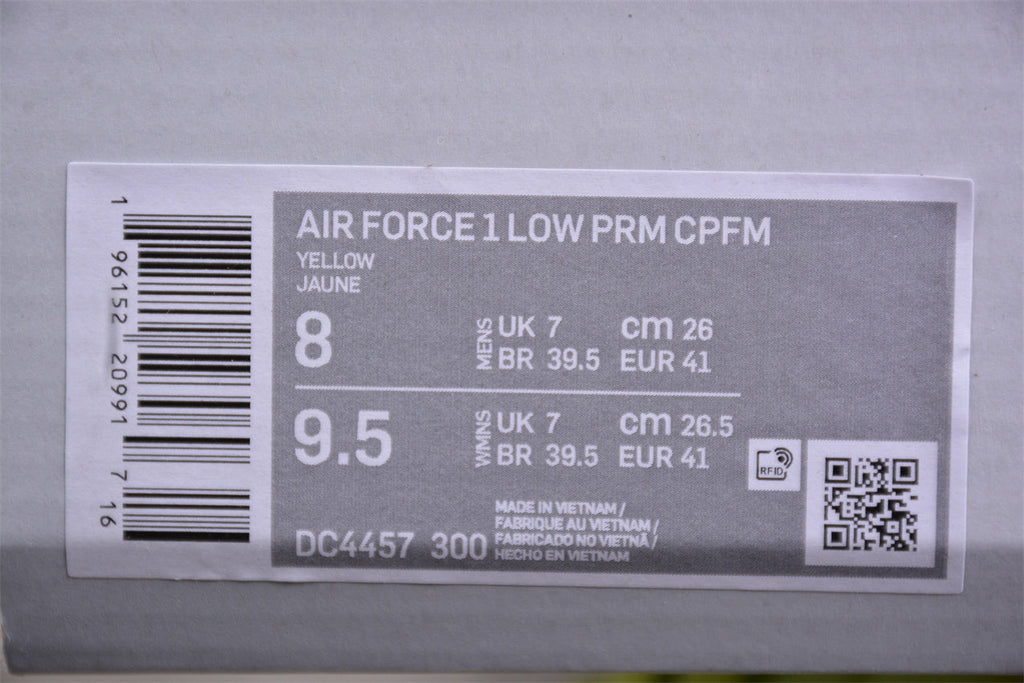 1 96152 20991 7 16
AIR FORCE 1 LOW PRM CPFM
YELLOW
JAUNE
8
MENS
UK 7 cm 26
BR 39.5 EUR 41
9.5
WMNS
UK 7 cm 26.5
BR 39.5 EUR 41
RFID
DC4457 300
MADE IN VIETNAM /
FABRIQUE AU VIETNAM /
FABRICADO NO VIETNÃ /
HECHO EN VIETNAM